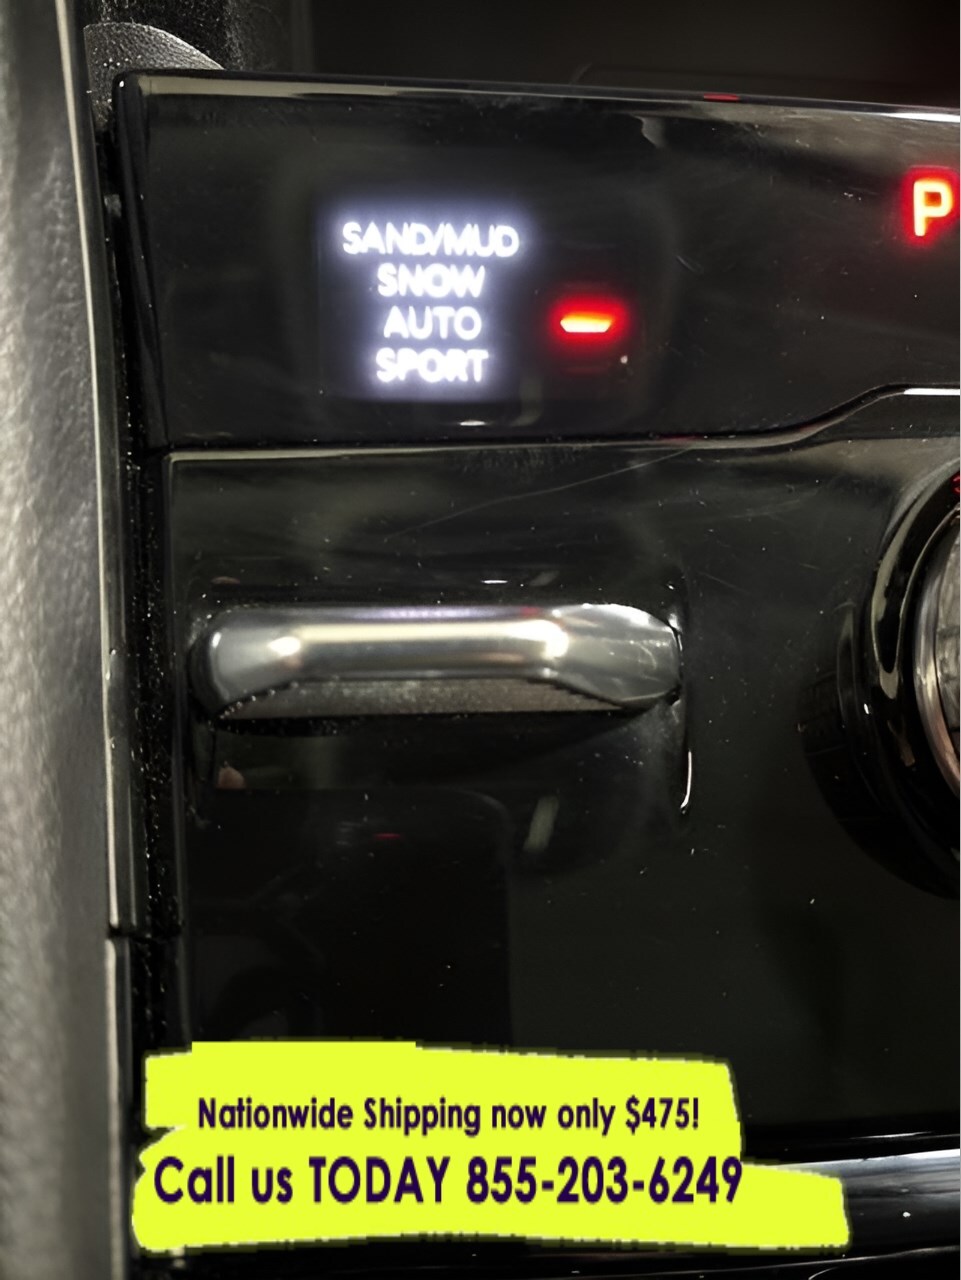 P
SAND/MUD
SNOW
AUTO
SPORT
Nationwide Shipping now only $475!
Call us TODAY 855-203-6249